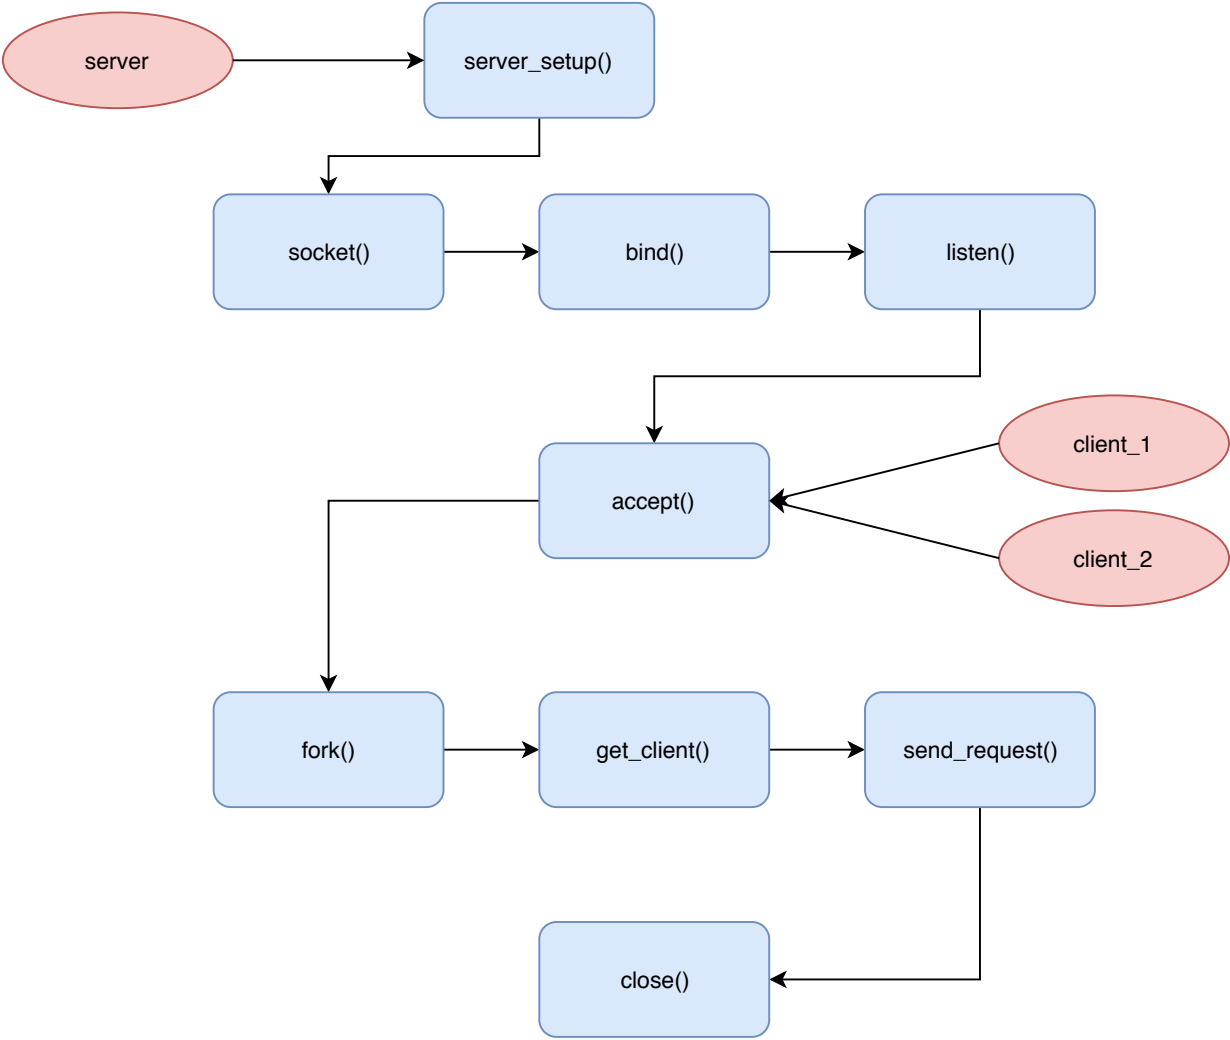 server
server_setup()
socket()
bind()
listen()
client_1
accept()
client_2
fork()
get_client()
send_request()
close()